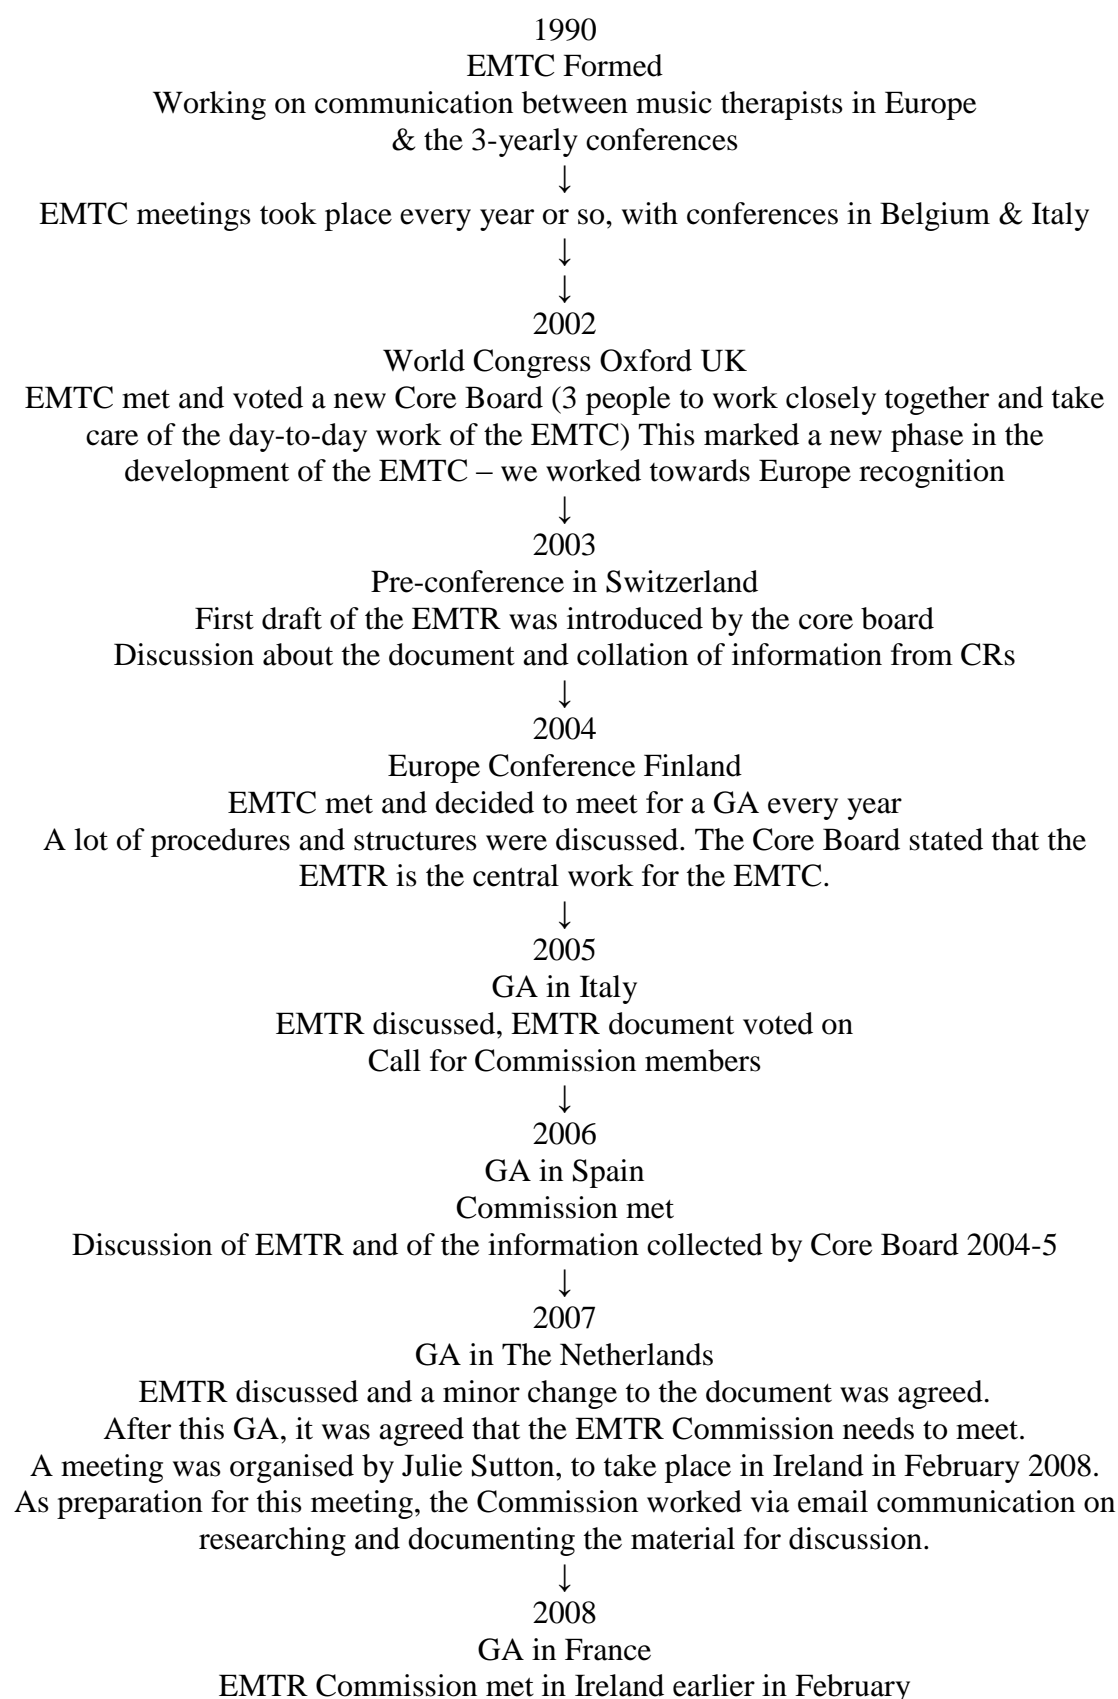 1990
EMTC Formed
Working on communication between music therapists in Europe
& the 3-yearly conferences
↓
EMTC meetings took place every year or so, with conferences in Belgium & Italy
↓
↓
2002
World Congress Oxford UK
EMTC met and voted a new Core Board (3 people to work closely together and take
care of the day-to-day work of the EMTC) This marked a new phase in the
development of the EMTC – we worked towards Europe recognition
↓
2003
Pre-conference in Switzerland
First draft of the EMTR was introduced by the core board
Discussion about the document and collation of information from CRs
↓
2004
Europe Conference Finland
EMTC met and decided to meet for a GA every year
A lot of procedures and structures were discussed. The Core Board stated that the
EMTR is the central work for the EMTC.
↓
2005
GA in Italy
EMTR discussed, EMTR document voted on
Call for Commission members
↓
2006
GA in Spain
Commission met
Discussion of EMTR and of the information collected by Core Board 2004-5
↓
2007
GA in The Netherlands
EMTR discussed and a minor change to the document was agreed.
After this GA, it was agreed that the EMTR Commission needs to meet.
A meeting was organised by Julie Sutton, to take place in Ireland in February 2008.
As preparation for this meeting, the Commission worked via email communication on
researching and documenting the material for discussion.
↓
2008
GA in France
EMTR Commission met in Ireland earlier in February